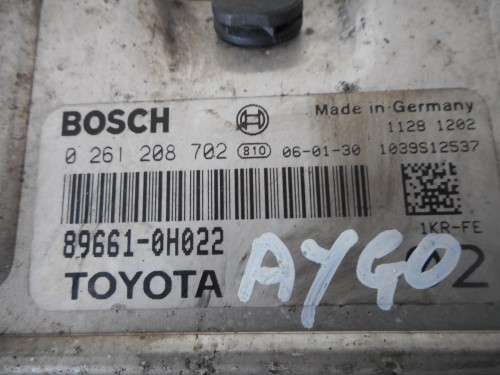 BOSCH Made in Germany
1128 1202
0 261 208 702 810 06-01-30 1039S12537
89661-0H022 1KR-FE
TOYOTA AYGO 2